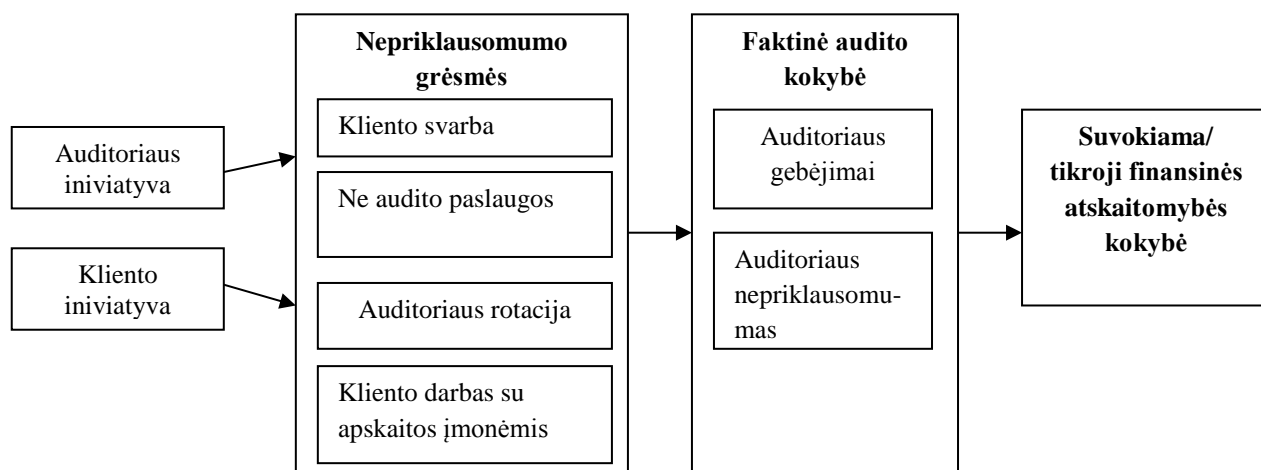 Auditoriaus
iniviatyva
Kliento
iniviatyva
Nepriklausomumo
grėsmės
Kliento svarba
Ne audito paslaugos
Auditoriaus rotacija
Kliento darbas su
apskaitos įmonėmis
Faktinė audito
kokybė
Auditoriaus
gebėjimai
Auditoriaus
nepriklausomu-
mas
Suvokiama/
tikroji finansinės
atskaitomybės
kokybė